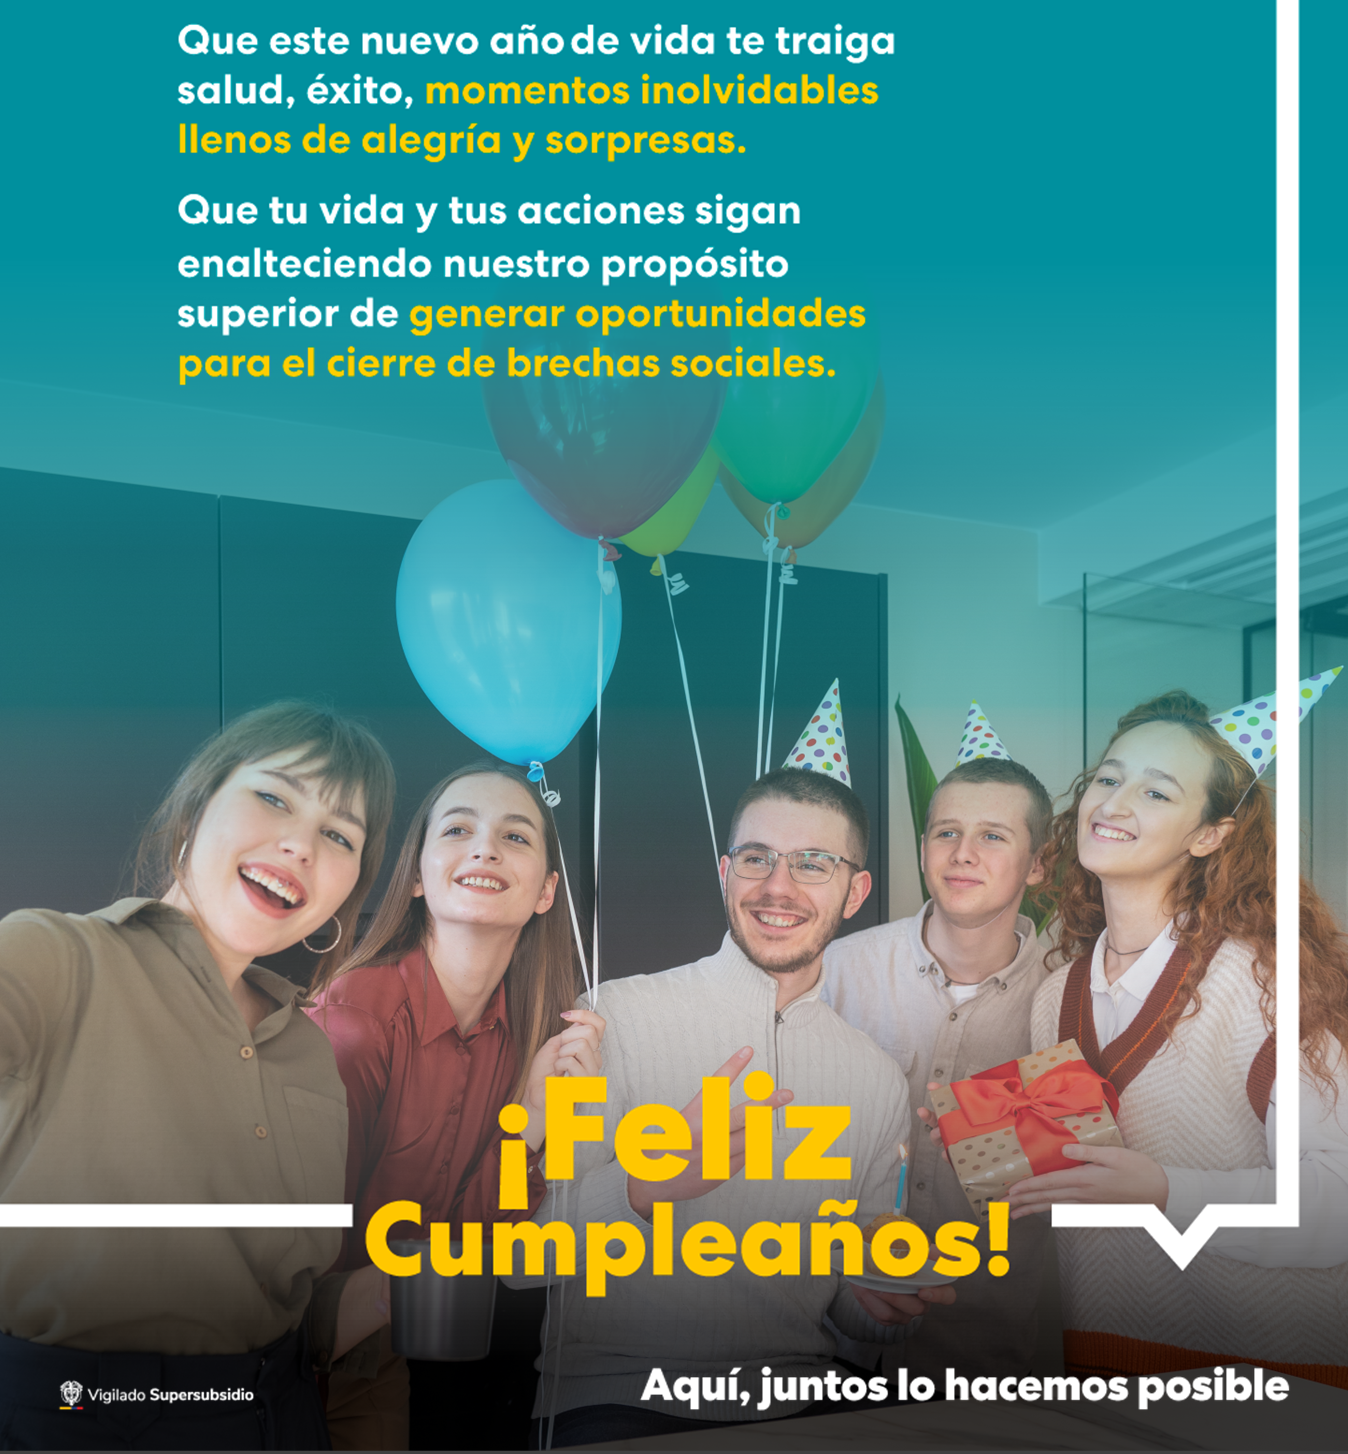 Que este nuevo año de vida te traiga
salud, éxito, momentos inolvidables
llenos de alegría y sorpresas.
Que tu vida y tus acciones sigan
enalteciendo nuestro propósito
superior de generar oportunidades
para el cierre de brechas sociales.
¡Feliz
Cumpleaños!
Aquí, juntos lo hacemos posible
Vigilado Supersubsidio